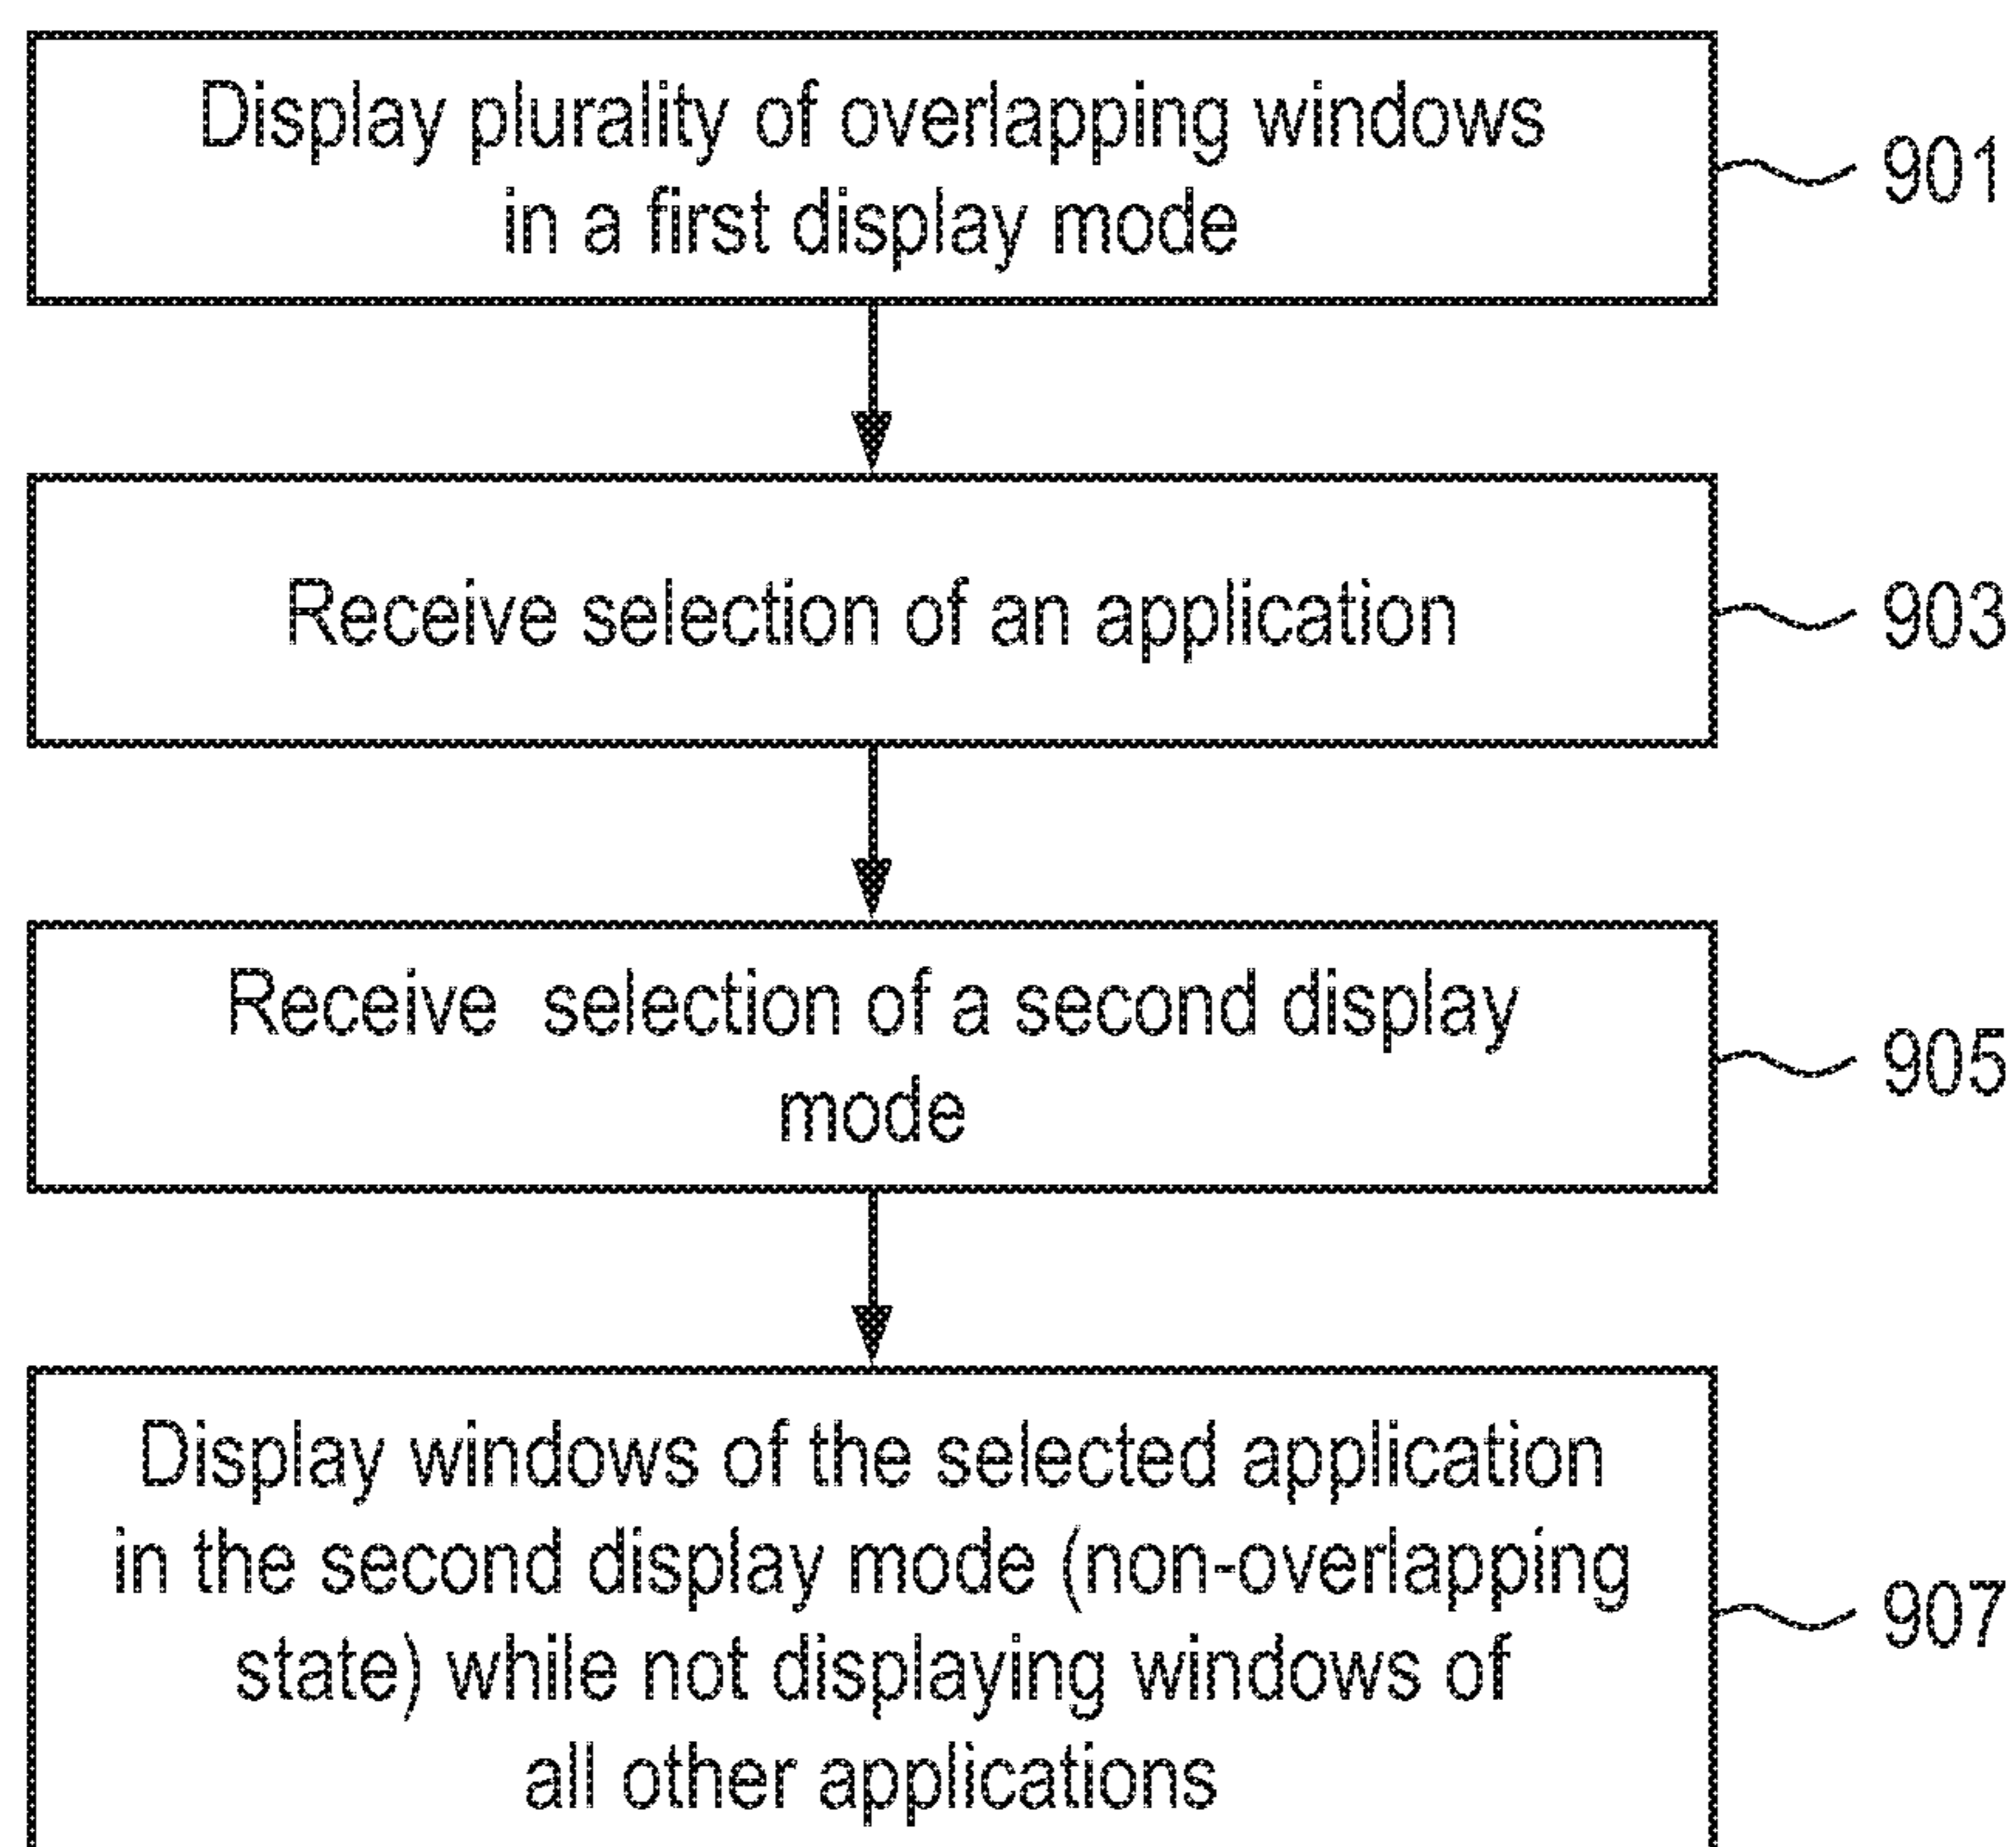 Display plurality of overlapping windows
in a first display mode
901
Receive selection of an application
903
Receive selection of a second display
mode
905
Display windows of the selected application
in the second display mode (non-overlapping
state) while not displaying windows of
all other applications
907